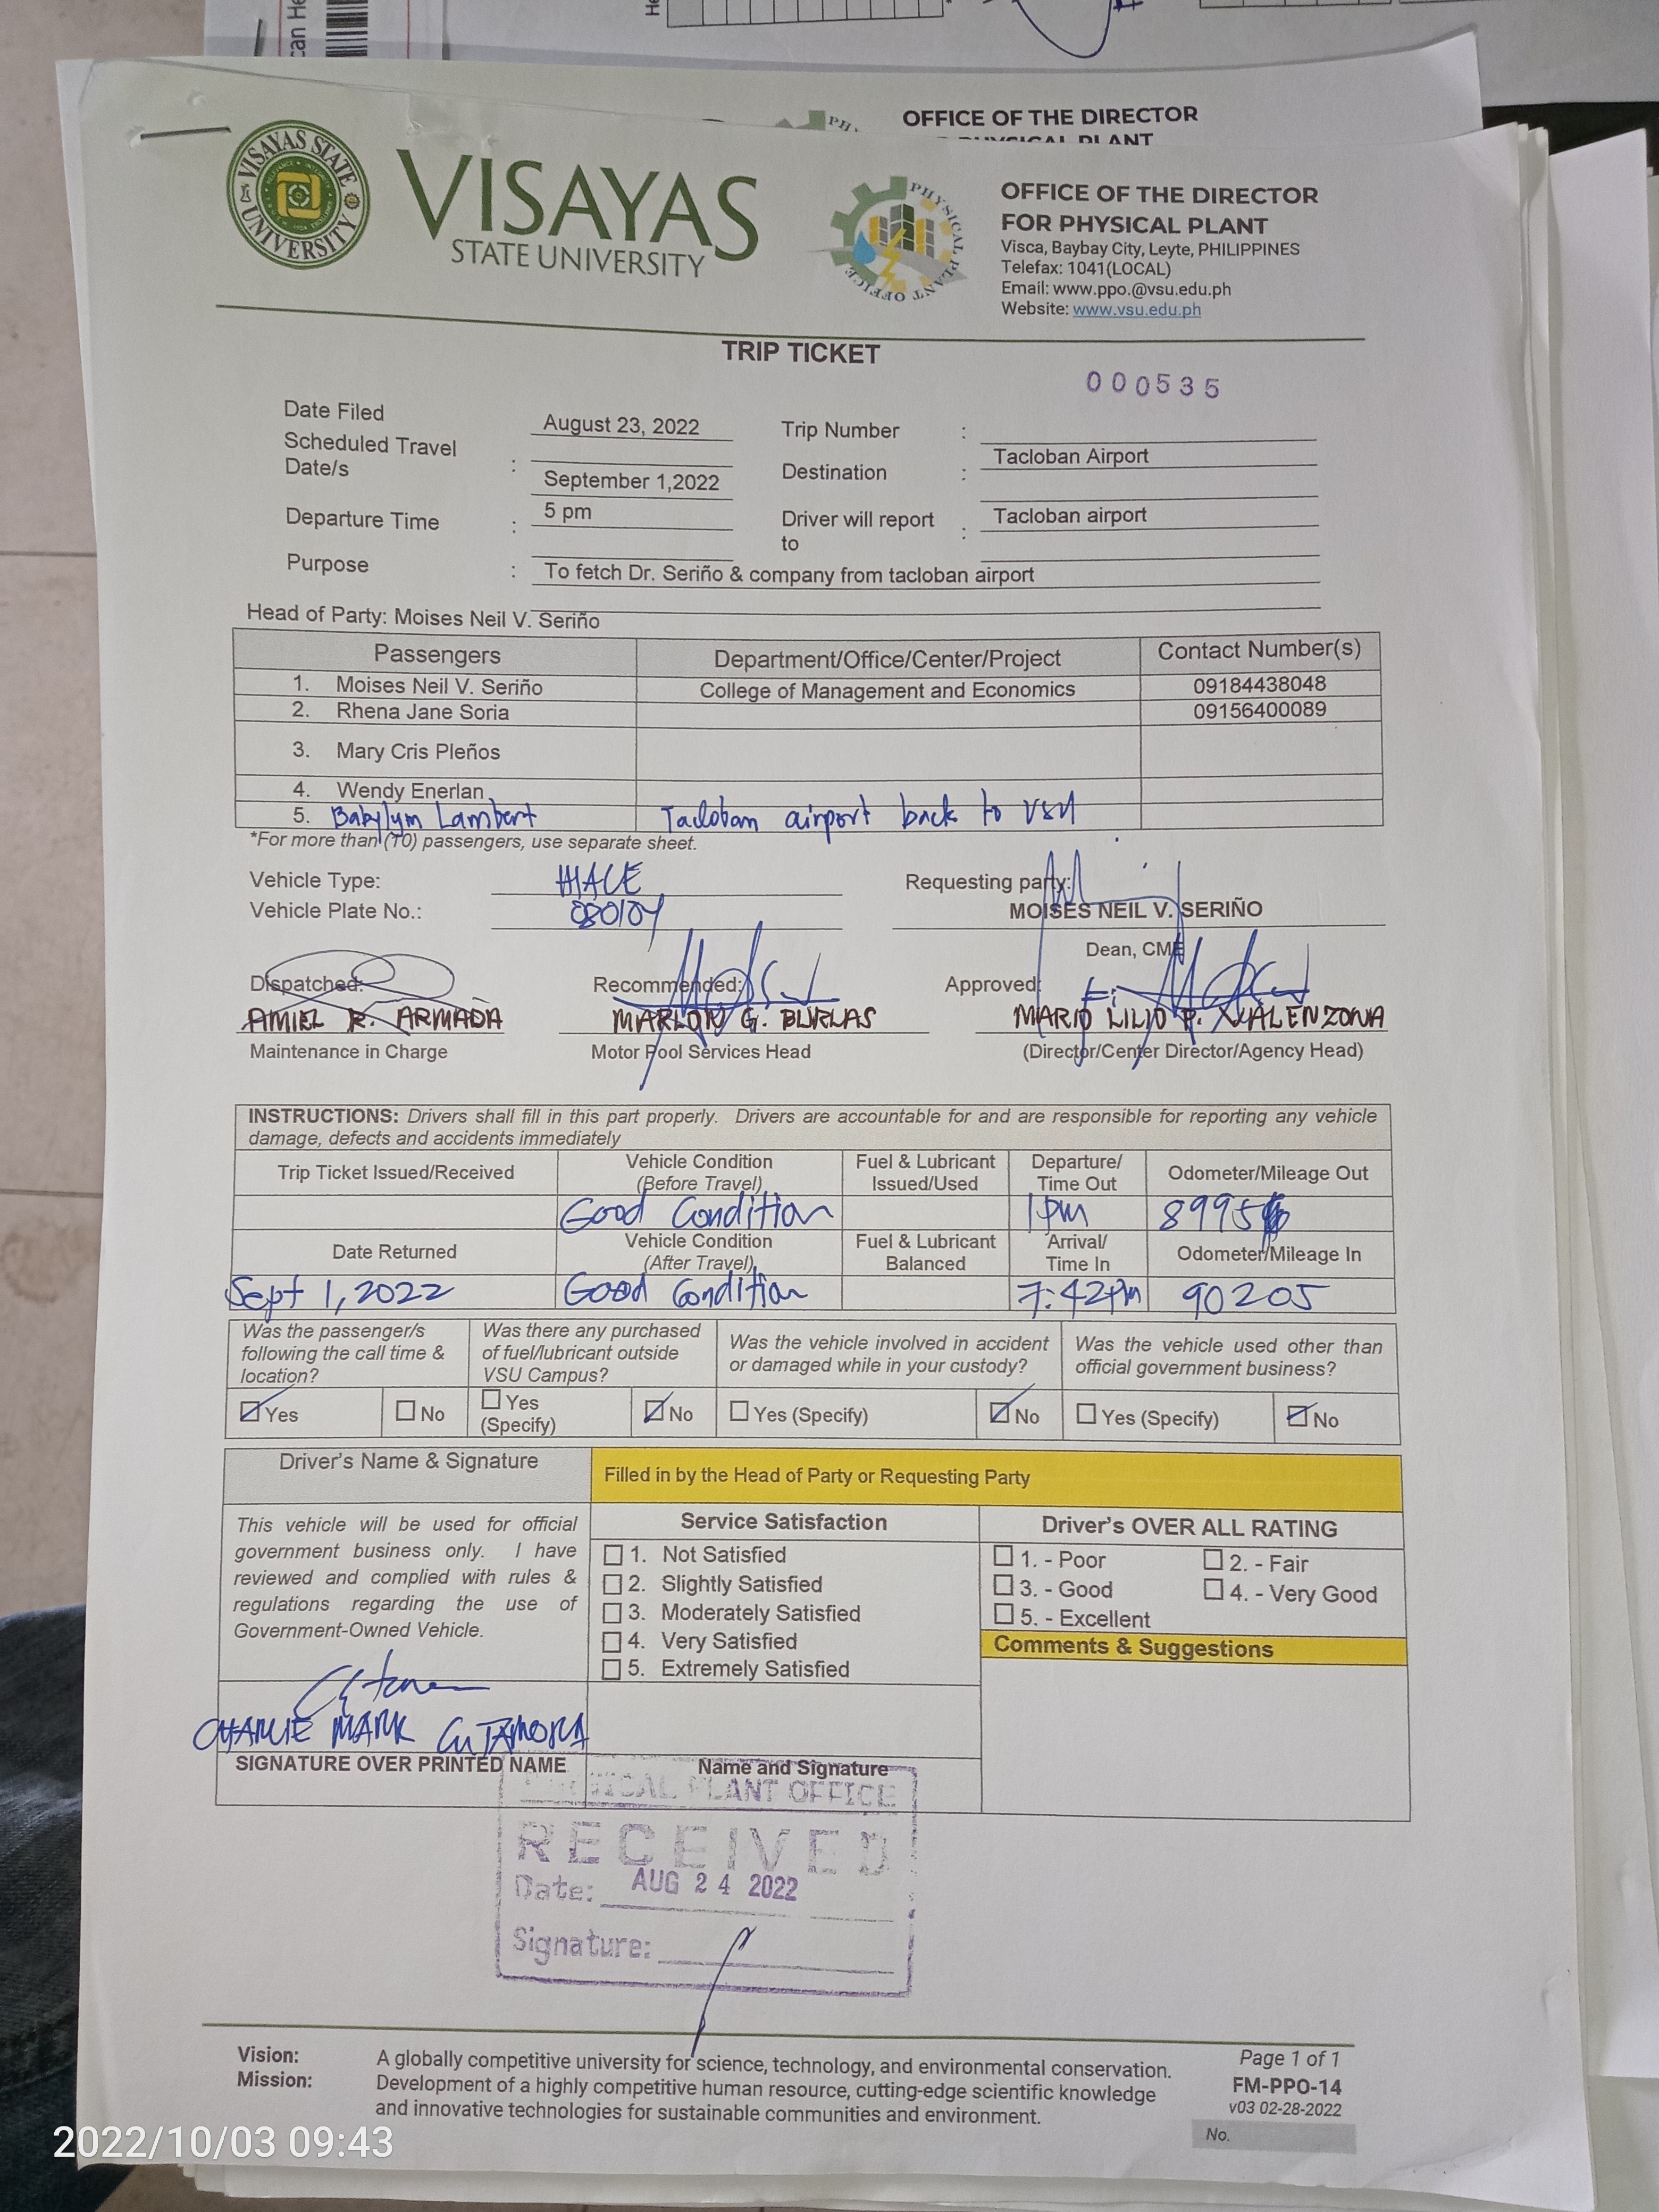 OFFICE OF THE DIRECTOR
VISAYAS STATE UNIVERSITY
VISAYAS
STATE UNIVERSITY
PHYSICAL PLANT OFFICE
OFFICE OF THE DIRECTOR
FOR PHYSICAL PLANT
Visca, Baybay City, Leyte, PHILIPPINES
Telefax: 1041(LOCAL)
Email: www.ppo.@vsu.edu.ph
Website: www.vsu.edu.ph
TRIP TICKET
000535
Date Filed August 23, 2022 Trip Number :
Scheduled Travel Date/s : September 1,2022 Destination : Tacloban Airport
Departure Time : 5 pm Driver will report to : Tacloban airport
Purpose : To fetch Dr. Seriño & company from tacloban airport
Head of Party: Moises Neil V. Seriño
Passengers Department/Office/Center/Project Contact Number(s)
1. Moises Neil V. Seriño College of Management and Economics 09184438048
2. Rhena Jane Soria 09156400089
3. Mary Cris Pleños
4. Wendy Enerlan
5. Babylym Lambert Tacloban airport back to VSU
*For more than (10) passengers, use separate sheet.
Vehicle Type: HIACE Requesting party:
Vehicle Plate No.: MOISES NEIL V. SERIÑO
Dean, CME
Dispatched: Recommended: Approved:
AMIEL R. ARMADA MARLON G. BURLAS MARIO LILIO P. VALENZONA
Maintenance in Charge Motor Pool Services Head (Director/Center Director/Agency Head)
INSTRUCTIONS: Drivers shall fill in this part properly. Drivers are accountable for and are responsible for reporting any vehicle
damage, defects and accidents immediately
Trip Ticket Issued/Received Vehicle Condition (Before Travel) Fuel & Lubricant Issued/Used Departure/ Time Out Odometer/Mileage Out
Good Condition 1pm
Date Returned Vehicle Condition (After Travel) Fuel & Lubricant Balanced Arrival/ Time In Odometer/Mileage In
Sept 1, 2022 Good Condition 7:42pm 90205
Was the passenger/s following the call time & location? Was there any purchased of fuel/lubricant outside VSU Campus? Was the vehicle involved in accident or damaged while in your custody? Was the vehicle used other than official government business?
Yes No Yes (Specify) No Yes (Specify) No Yes (Specify) No
Driver's Name & Signature Filled in by the Head of Party or Requesting Party
This vehicle will be used for official
government business only. I have
reviewed and complied with rules &
regulations regarding the use of
Government-Owned Vehicle.
CHARLIE MARK CUTAMORA
SIGNATURE OVER PRINTED NAME
Service Satisfaction
1. Not Satisfied
2. Slightly Satisfied
3. Moderately Satisfied
4. Very Satisfied
5. Extremely Satisfied
Name and Signature
Driver's OVER ALL RATING
1. - Poor 2. - Fair
3. - Good 4. - Very Good
5. - Excellent
Comments & Suggestions
PLANT OFFICE
RECEIVED
Date: AUG 24 2022
Signature:
Vision: A globally competitive university for science, technology, and environmental conservation.
Mission: Development of a highly competitive human resource, cutting-edge scientific knowledge
and innovative technologies for sustainable communities and environment.
Page 1 of 1
FM-PPO-14
v03 02-28-2022
No.
2022/10/03 09:43